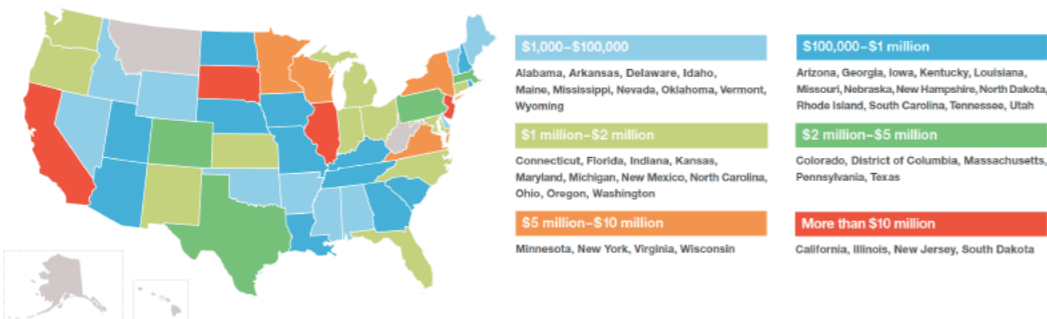 $1,000–$100,000
Alabama, Arkansas, Delaware, Idaho,
Maine, Mississippi, Nevada, Oklahoma, Vermont,
Wyoming
$100,000–$1 million
Arizona, Georgia, Iowa, Kentucky, Louisiana,
Missouri, Nebraska, New Hampshire, North Dakota,
Rhode Island, South Carolina, Tennessee, Utah
$1 million–$2 million
Connecticut, Florida, Indiana, Kansas,
Maryland, Michigan, New Mexico, North Carolina,
Ohio, Oregon, Washington
$2 million–$5 million
Colorado, District of Columbia, Massachusetts,
Pennsylvania, Texas
$5 million–$10 million
Minnesota, New York, Virginia, Wisconsin
More than $10 million
California, Illinois, New Jersey, South Dakota